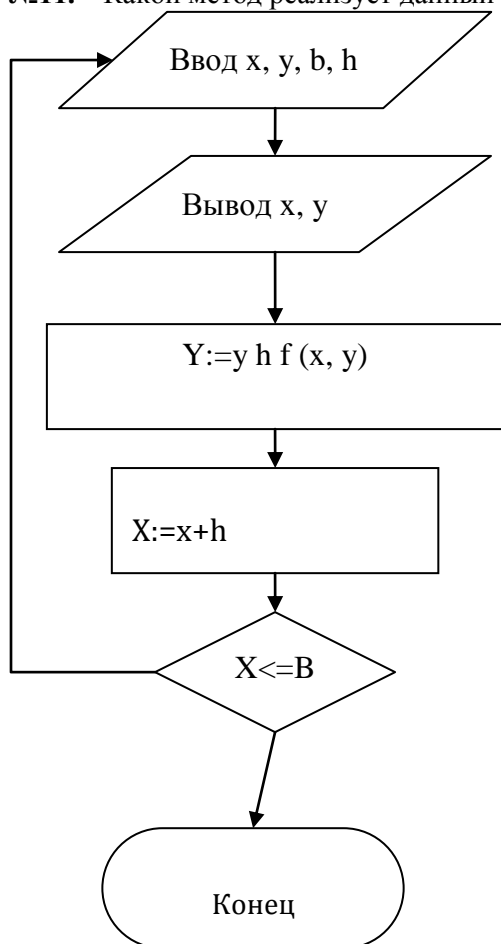 Какой метод реализует данный
Ввод x, y, b, h
Вывод x, y
Y:=y h f (x, y)
X:=x+h
X<=B
Конец